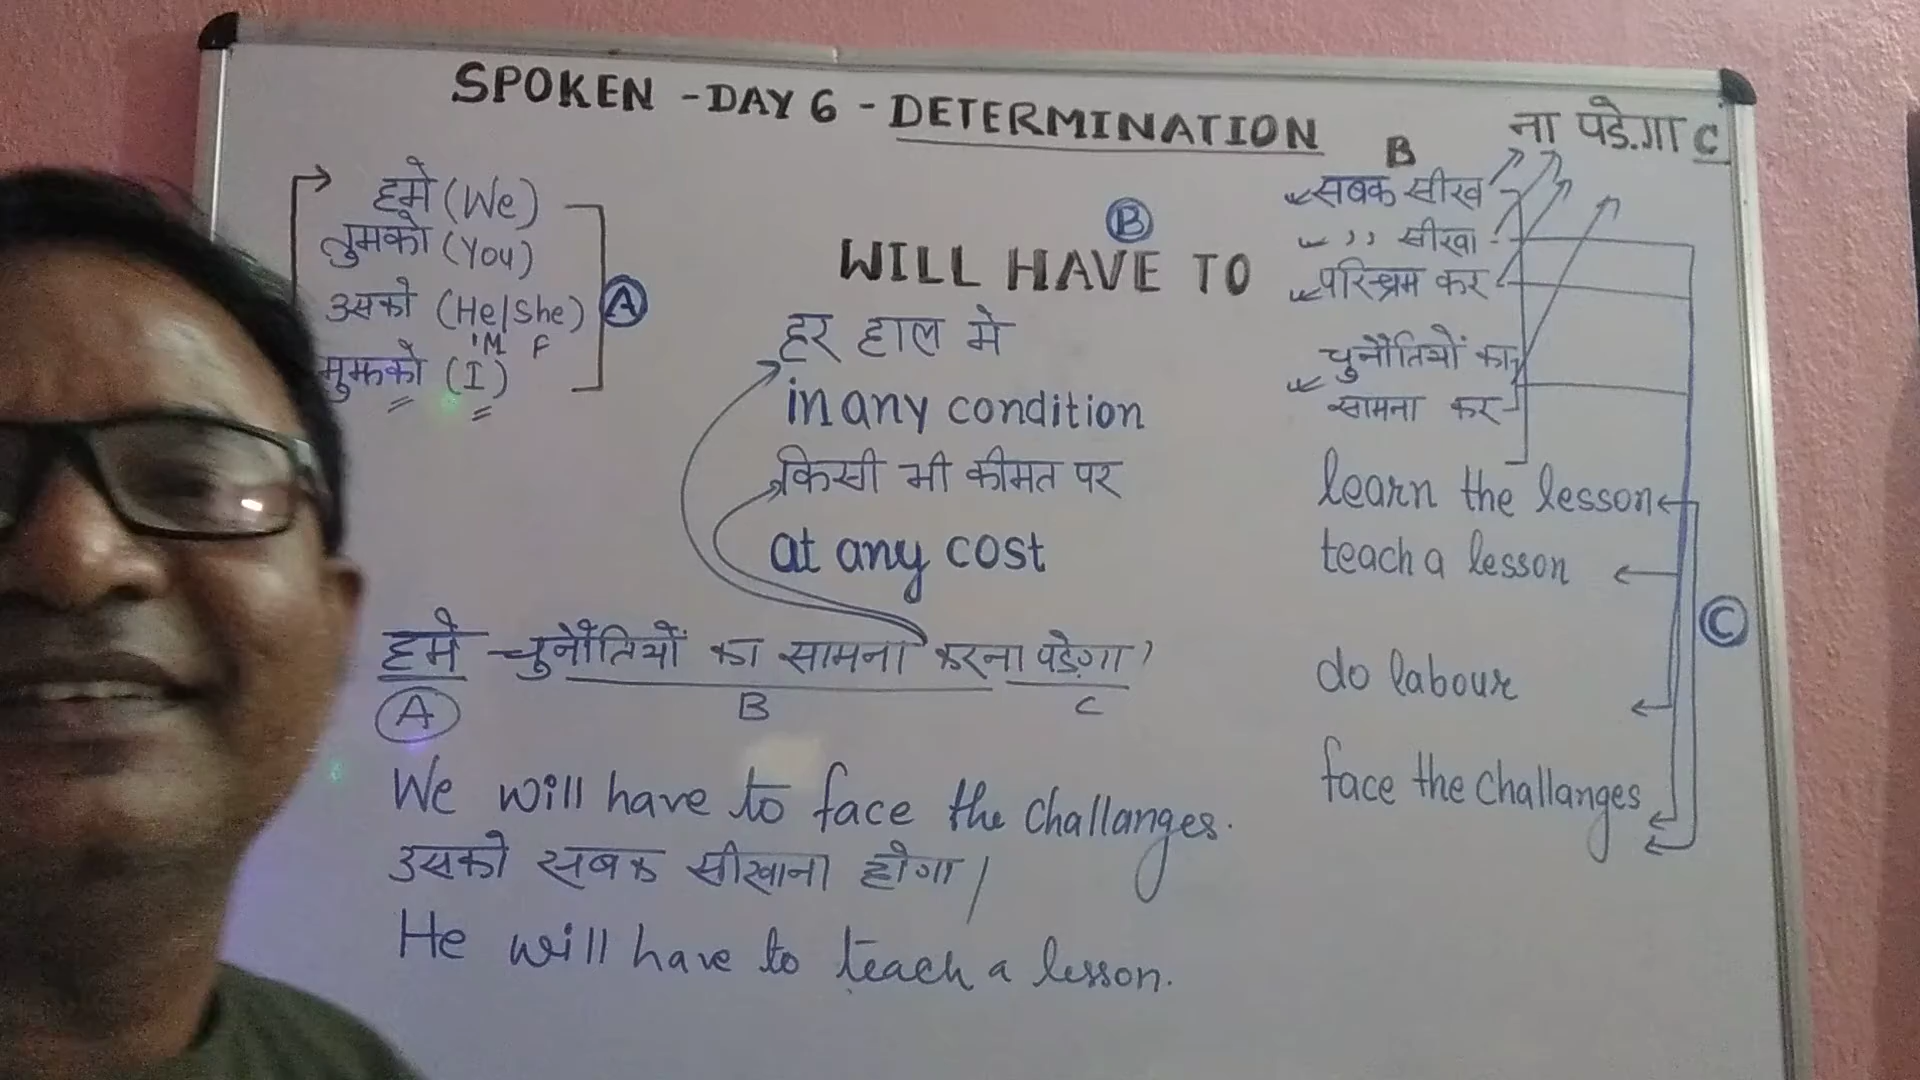 SPOKEN - DAY 6 - DETERMINATION
B
ना पडे.गा C
हमे (We)
तुमको (You)
उसको (He/She)
'M F
मुझको (I)
A
B
WILL HAVE TO
हर हाल मे
in any condition
किसी भी कीमत पर
at any cost
सबक सीख
,, सीखा
परिश्रम कर
चुनौतियों का
सामना कर
learn the lesson
teach a lesson
do labour
face the challanges
C
हमे चुनौतियों का सामना करना पडे़गा।
A B C
We will have to face the challanges.
उसको सबक सीखाना होगा।
He will have to teach a lesson.